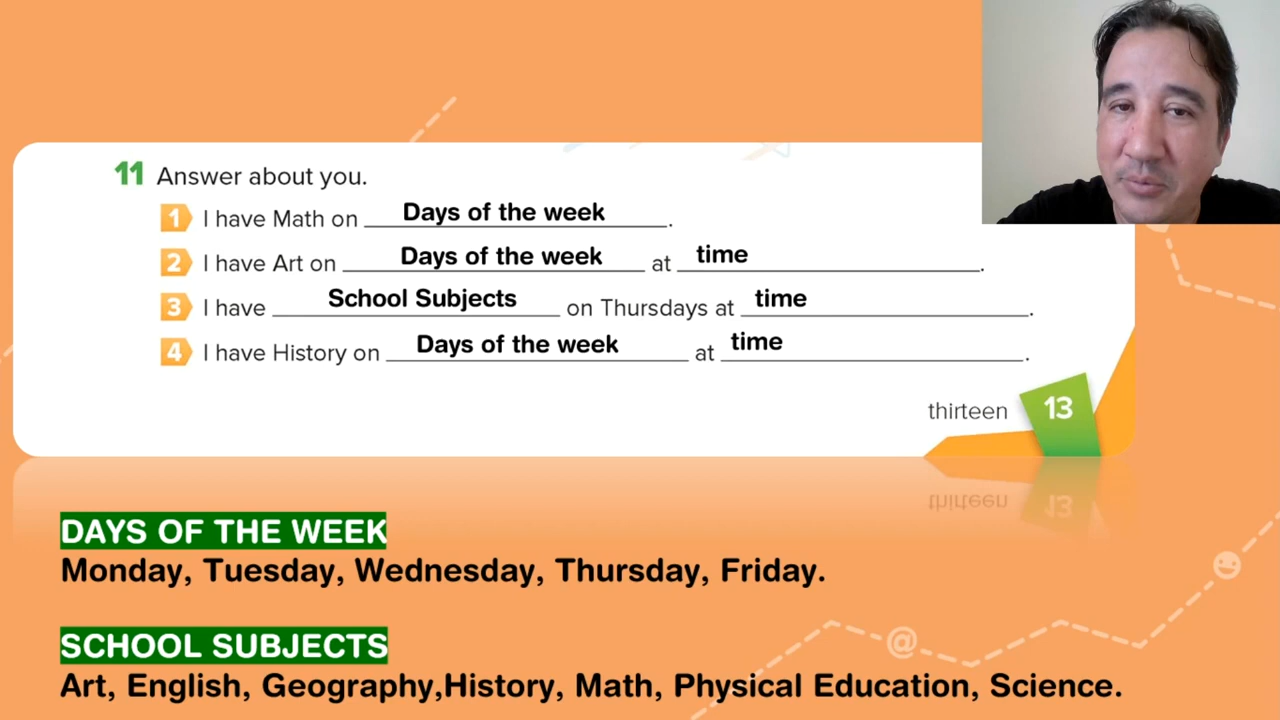 11 Answer about you.
1 I have Math on Days of the week.
2 I have Art on Days of the week at time.
3 I have School Subjects on Thursdays at time.
4 I have History on Days of the week at time.
thirteen 13
thirteen 13
DAYS OF THE WEEK
Monday, Tuesday, Wednesday, Thursday, Friday.
@
SCHOOL SUBJECTS
Art, English, Geography,History, Math, Physical Education, Science.